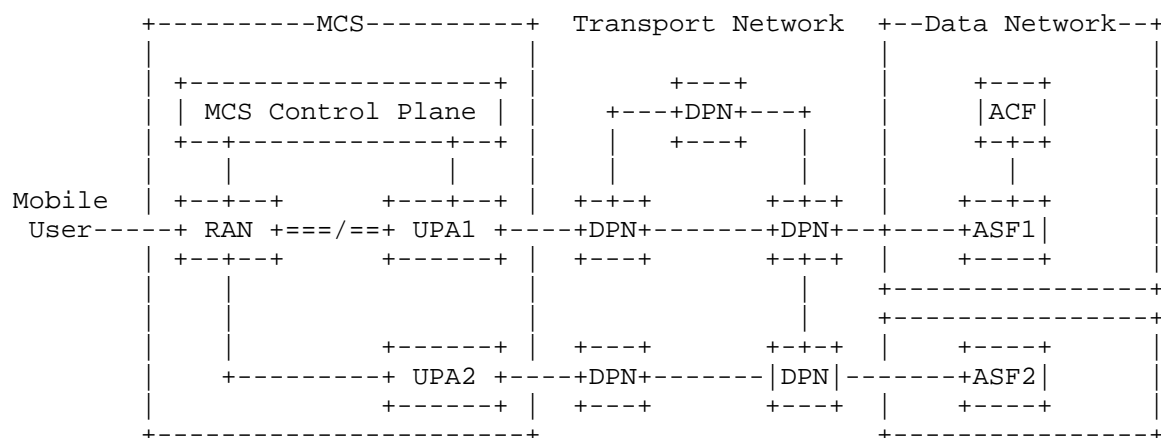 MCS Transport Network Data Network
MCS Control Plane DPN ACF
Mobile
User RAN UPA1 DPN DPN ASF1
UPA2 DPN DPN ASF2